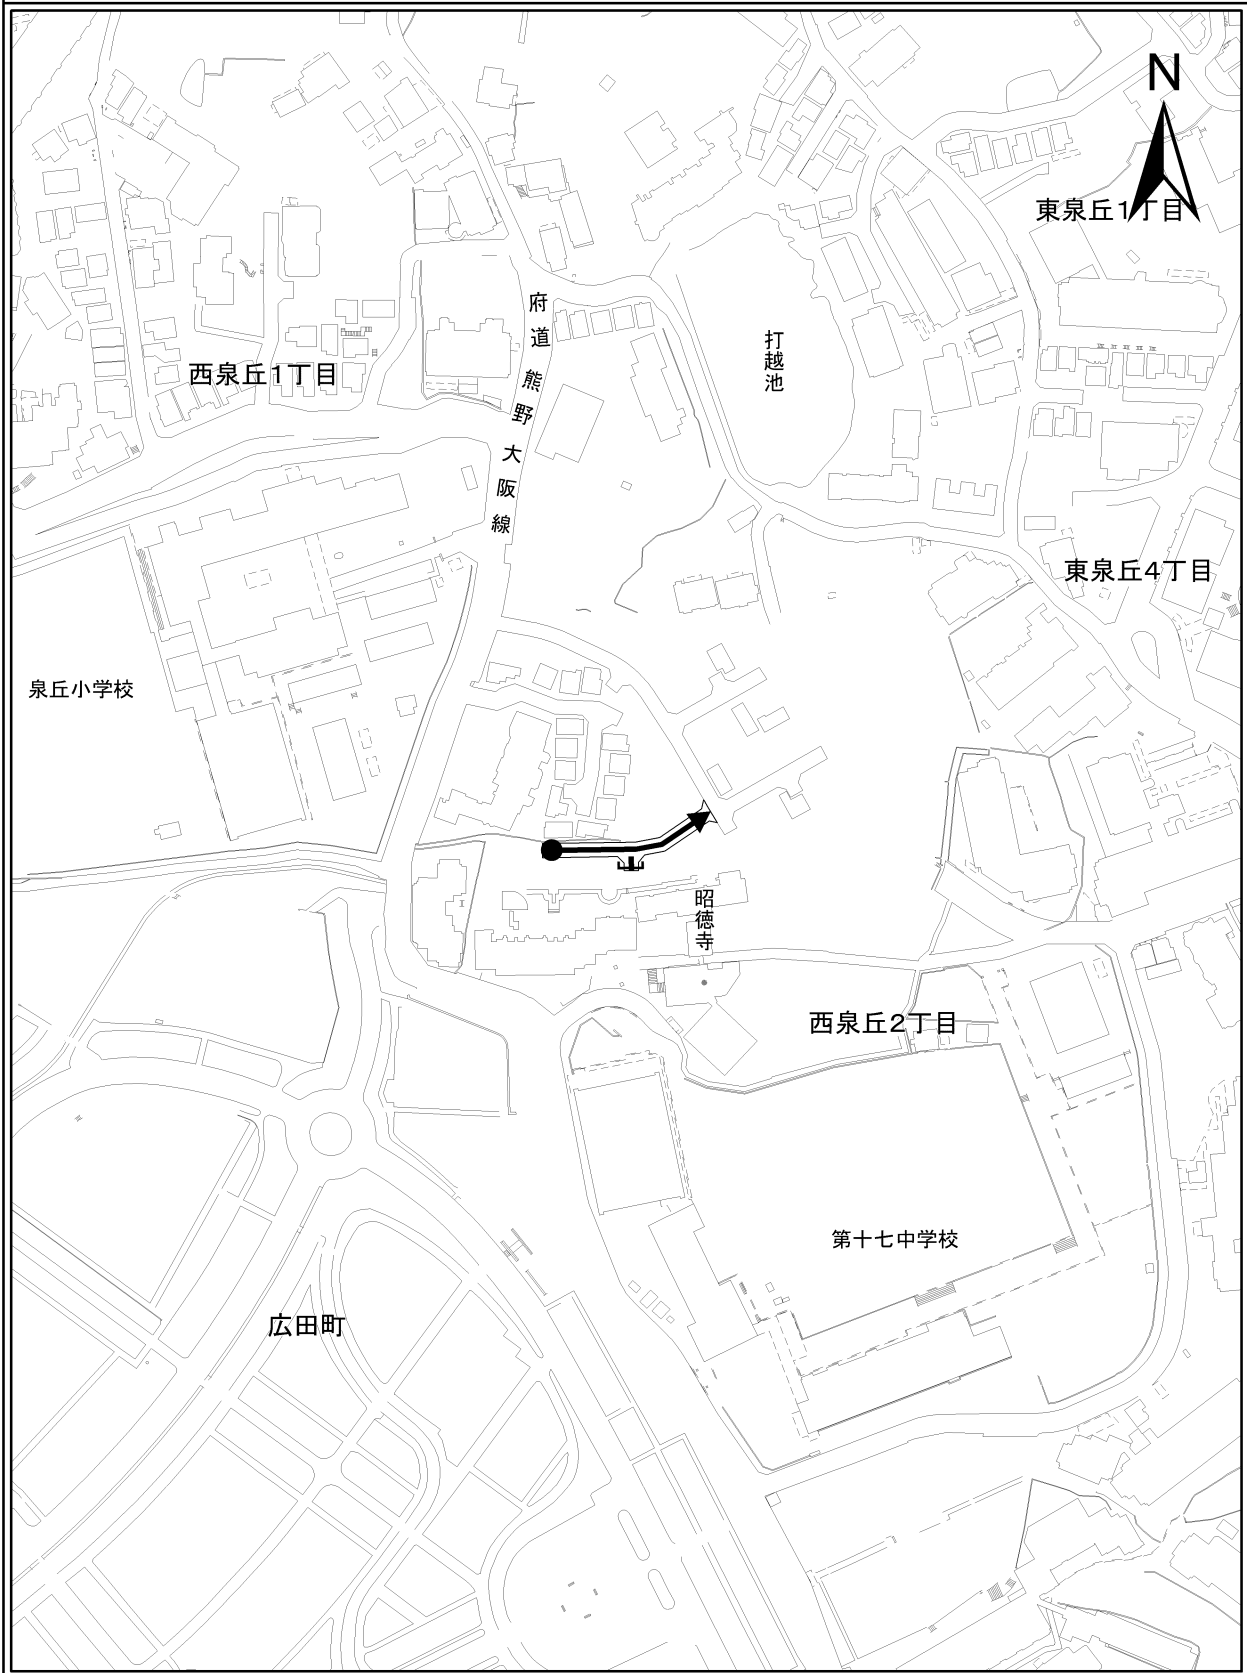 N
東泉丘1丁目
府道 熊野大阪線
打越池
西泉丘1丁目
東泉丘4丁目
泉丘小学校
昭徳寺
西泉丘2丁目
第十七中学校
広田町